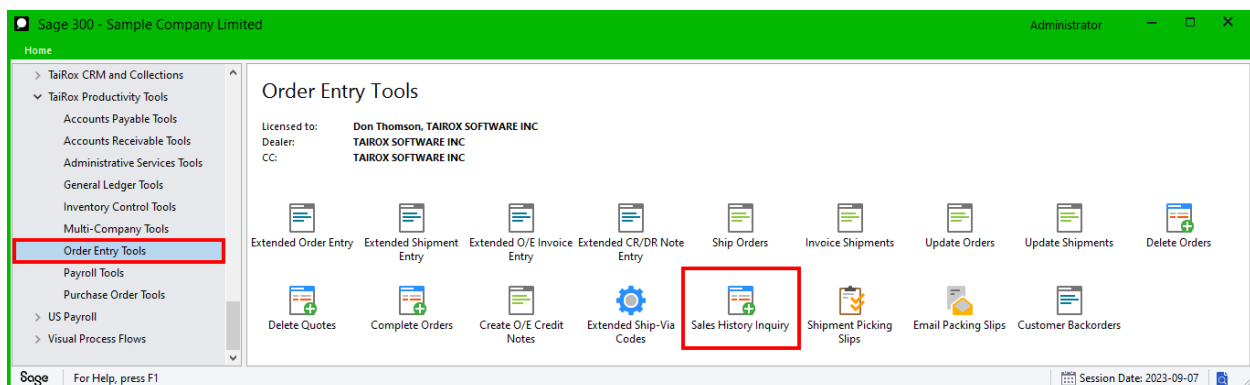 Sage 300 - Sample Company Limited
Administrator
Home
TaiRox CRM and Collections
TaiRox Productivity Tools
Accounts Payable Tools
Accounts Receivable Tools
Administrative Services Tools
General Ledger Tools
Inventory Control Tools
Multi-Company Tools
Order Entry Tools
Payroll Tools
Purchase Order Tools
US Payroll
Visual Process Flows
Order Entry Tools
Licensed to: Don Thomson, TAIROX SOFTWARE INC
Dealer: TAIROX SOFTWARE INC
CC: TAIROX SOFTWARE INC
Extended Order Entry
Extended Shipment
Entry
Extended O/E Invoice
Entry
Extended CR/DR Note
Entry
Ship Orders
Invoice Shipments
Update Orders
Update Shipments
Delete Orders
Delete Quotes
Complete Orders
Create O/E Credit
Notes
Extended Ship-Via
Codes
Sales History Inquiry
Shipment Picking
Slips
Email Packing Slips
Customer Backorders
Sage
For Help, press F1
Session Date: 2023-09-07